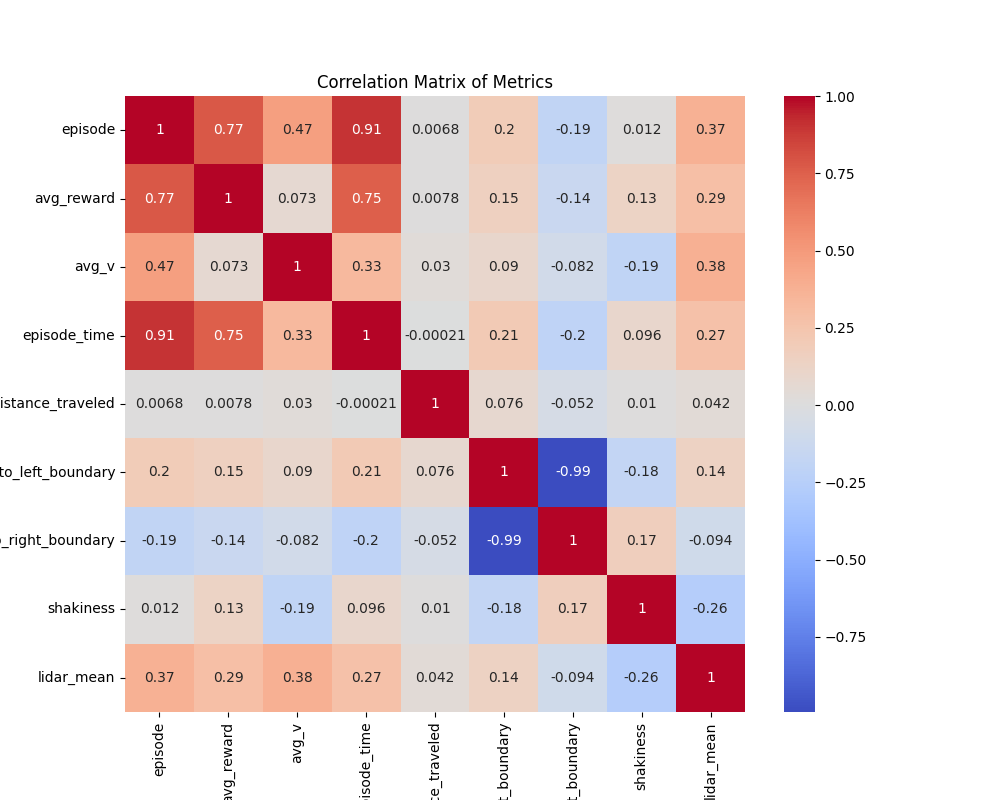 Correlation Matrix of Metrics
episode 1 0.77 0.47 0.91 0.0068 0.2 -0.19 0.012 0.37
avg_reward 0.77 1 0.073 0.75 0.0078 0.15 -0.14 0.13 0.29
avg_v 0.47 0.073 1 0.33 0.03 0.09 -0.082 -0.19 0.38
episode_time 0.91 0.75 0.33 1 -0.00021 0.21 -0.2 0.096 0.27
istance_traveled 0.0068 0.0078 0.03 -0.00021 1 0.076 -0.052 0.01 0.042
to_left_boundary 0.2 0.15 0.09 0.21 0.076 1 -0.99 -0.18 0.14
o_right_boundary -0.19 -0.14 -0.082 -0.2 -0.052 -0.99 1 0.17 -0.094
shakiness 0.012 0.13 -0.19 0.096 0.01 -0.18 0.17 1 -0.26
lidar_mean 0.37 0.29 0.38 0.27 0.042 0.14 -0.094 -0.26 1
episode
avg_reward
avg_v
isode_time
ce_traveled
t_boundary
t_boundary
shakiness
lidar_mean
1.00
0.75
0.50
0.25
0.00
−0.25
−0.50
−0.75